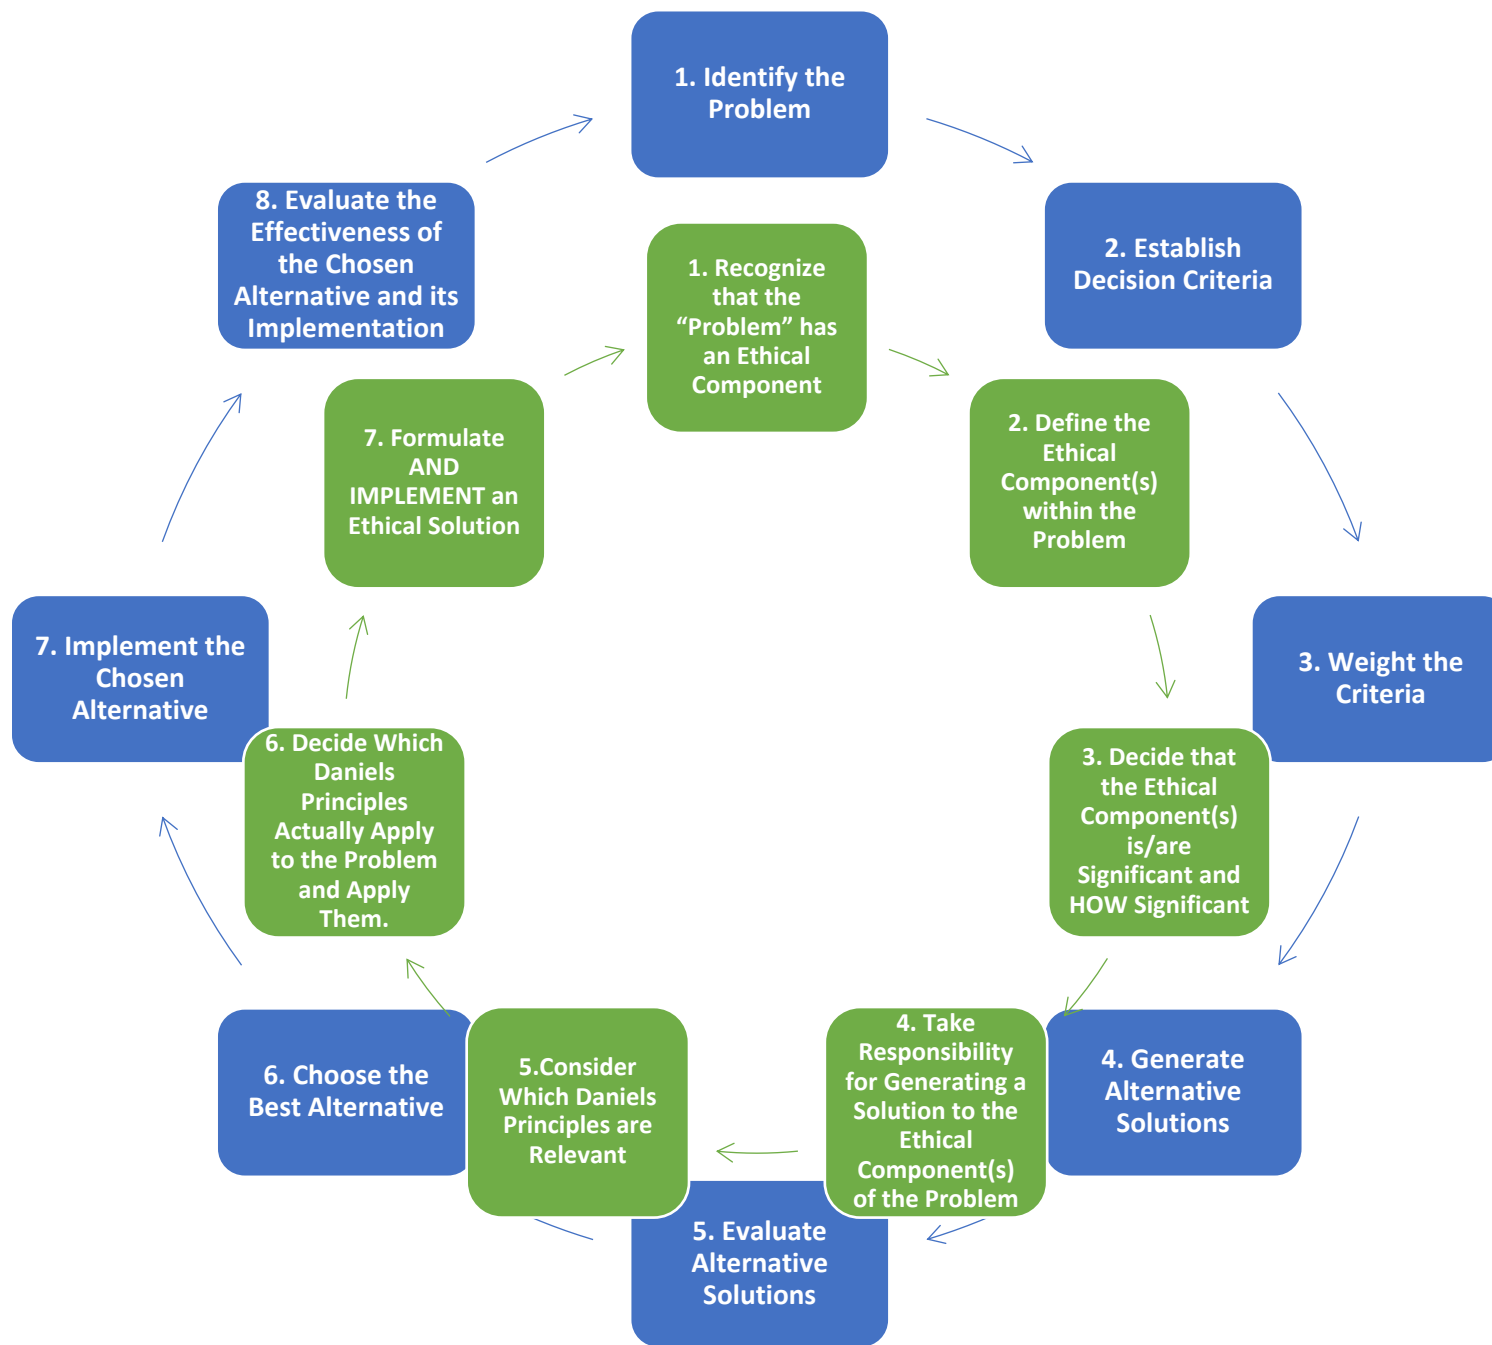 1. Identify the
Problem
2. Establish
Decision Criteria
3. Weight the
Criteria
4. Generate
Alternative
Solutions
5. Evaluate
Alternative
Solutions
6. Choose the
Best Alternative
7. Implement the
Chosen
Alternative
8. Evaluate the
Effectiveness of
the Chosen
Alternative and its
Implementation
1. Recognize
that the
“Problem” has
an Ethical
Component
2. Define the
Ethical
Component(s)
within the
Problem
3. Decide that
the Ethical
Component(s)
is/are
Significant and
HOW Significant
4. Take
Responsibility
for Generating a
Solution to the
Ethical
Component(s)
of the Problem
5.Consider
Which Daniels
Principles are
Relevant
6. Decide Which
Daniels
Principles
Actually Apply
to the Problem
and Apply
Them.
7. Formulate
AND
IMPLEMENT an
Ethical Solution